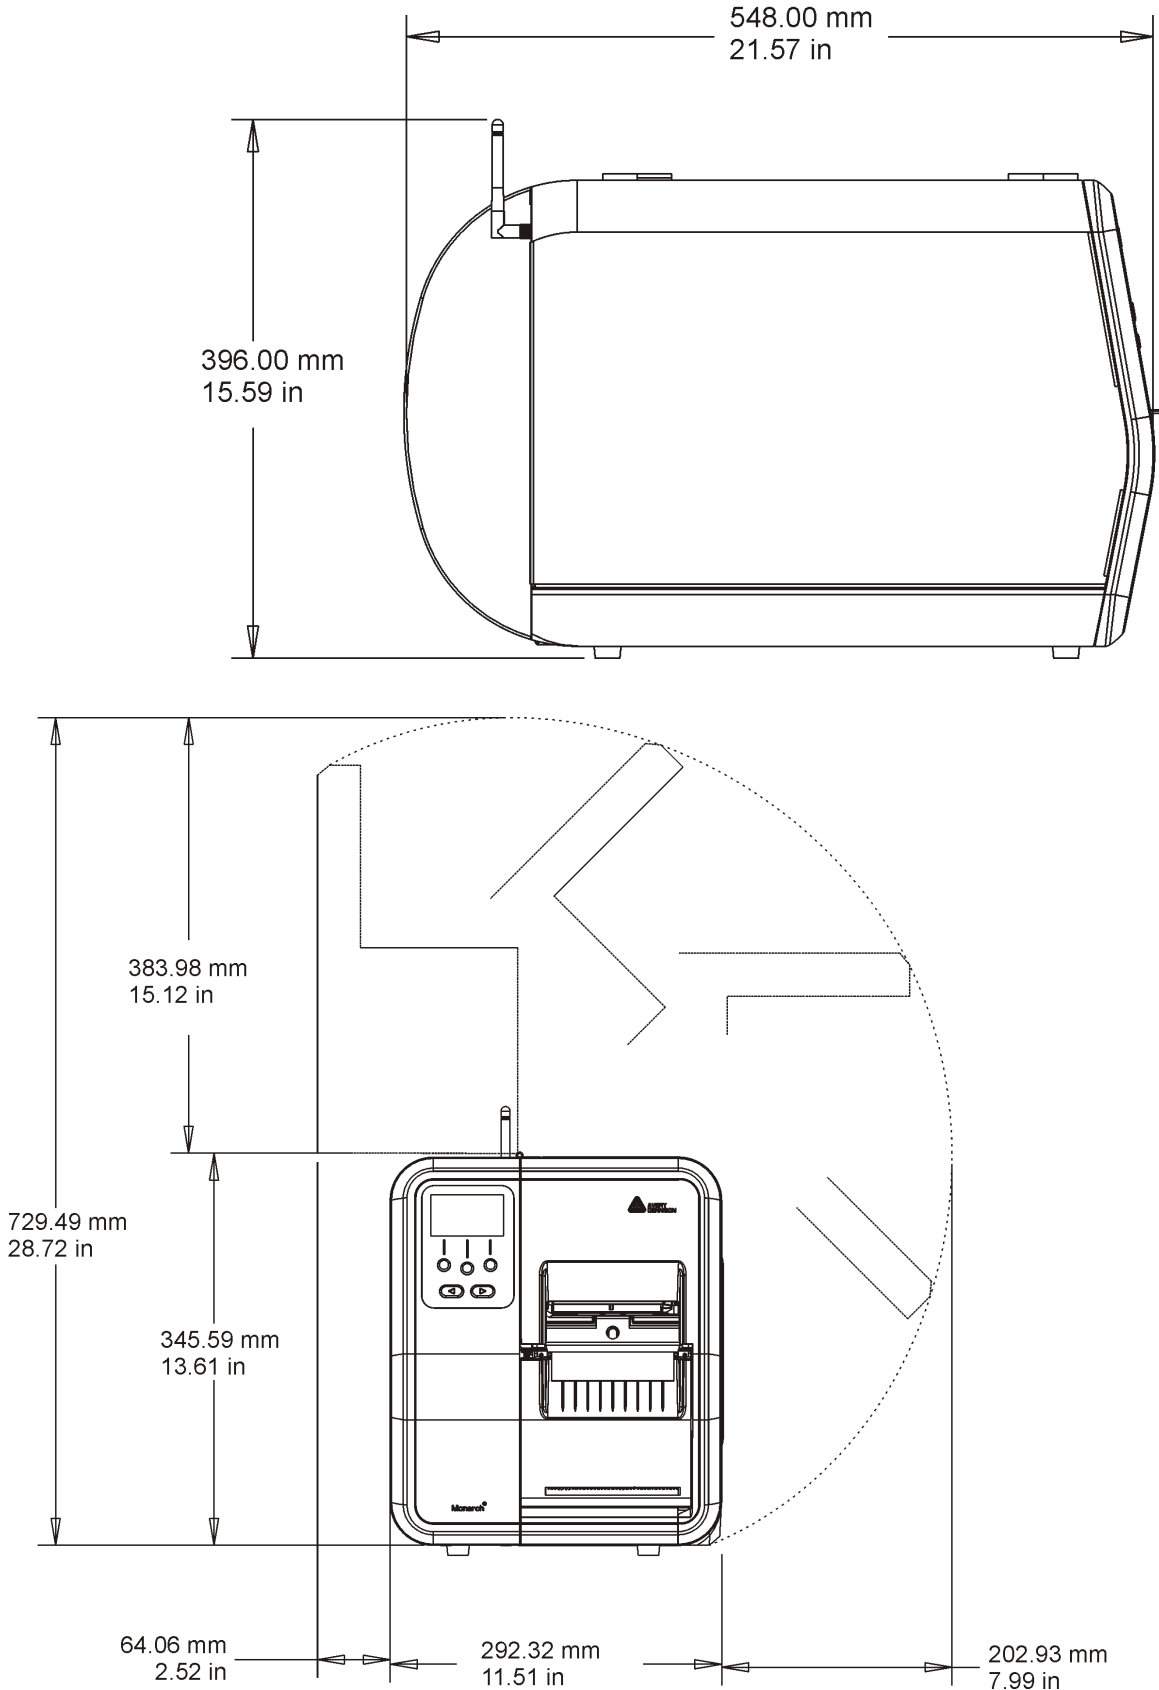 548.00 mm
21.57 in
396.00 mm
15.59 in
383.98 mm
15.12 in
729.49 mm
28.72 in
AVERY
DENNISON
345.59 mm
13.61 in
Monarch®
64.06 mm
2.52 in
292.32 mm
11.51 in
202.93 mm
7.99 in